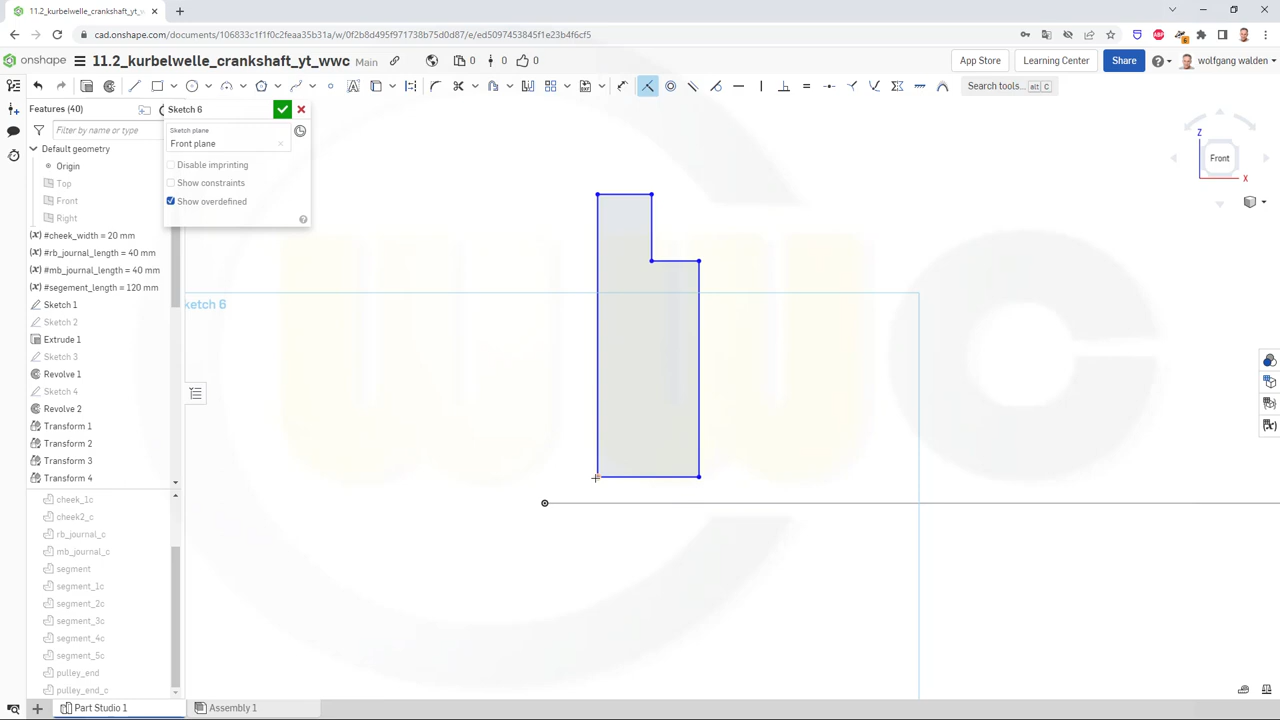 11.2_kurbelwelle_crankshaft_yt_wwc
cad.onshape.com/documents/106833c1f1f0c2feaa35a21c/w/0f2b8d495f971738b75d0d87/e/ed5097453845f1e23b4f6cf5
onshape
11.2_kurbelwelle_crankshaft_yt_wwc Main
0 0 0
App Store
Learning Center
Share
wolfgang walden
Search tools... alt C
Features (40)
Filter by name or type
Default geometry
Origin
Top
Front
Right
#cheek_width = 20 mm
#rb_journal_length = 40 mm
#mb_journal_length = 40 mm
#segement_length = 120 mm
Sketch 1
Sketch 2
Extrude 1
Sketch 3
Revolve 1
Sketch 4
Revolve 2
Transform 1
Transform 2
Transform 3
Transform 4
cheek_1c
cheek2_c
rb_journal_c
mb_journal_c
segment
segment_1c
segment_2c
segment_3c
segment_4c
segment_5c
pulley_end
pulley_end_c
Sketch 6
Sketch plane
Front plane
Disable imprinting
Show constraints
Show overdefined
ketch 6
Z
Front
X
Part Studio 1
Assembly 1